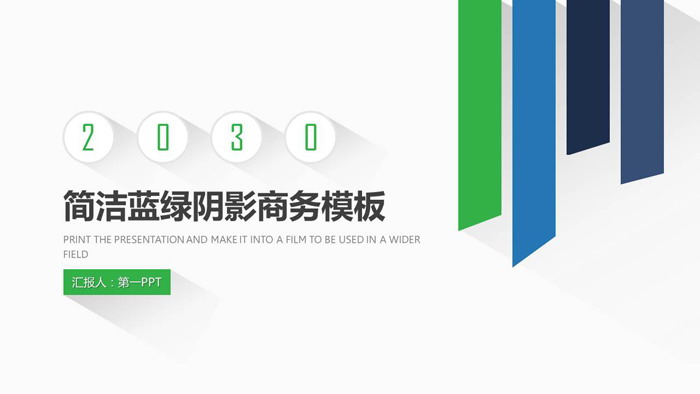 2 0 3 0
简洁蓝绿阴影商务模板
PRINT THE PRESENTATION AND MAKE IT INTO A FILM TO BE USED IN A WIDER
FIELD
汇报人：第一PPT